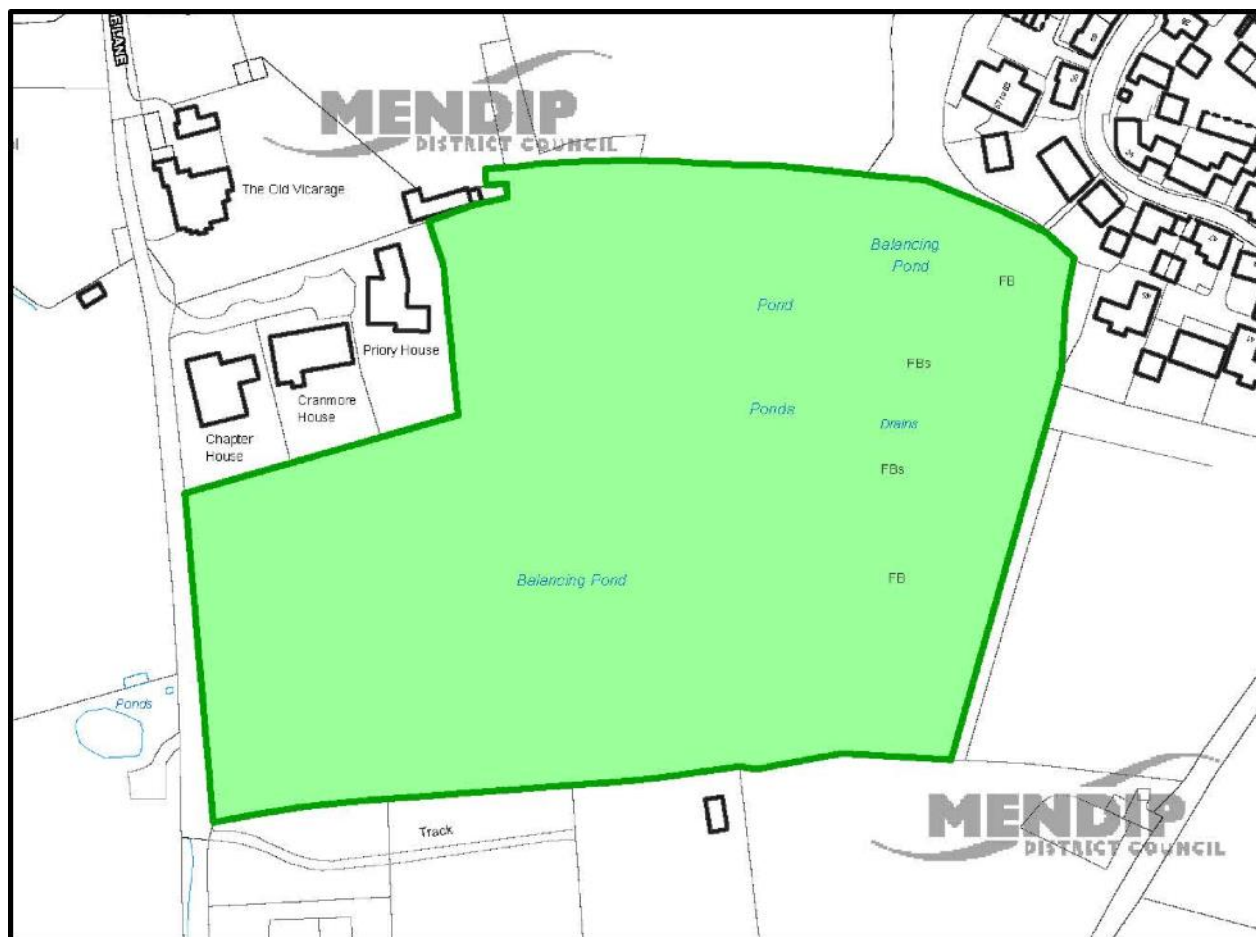 MENDIP
DISTRICT COUNCIL
The Old Vicarage
Balancing
Pond
FB
Pond
Priory House
FBs
Cranmore
House
Ponds
Drains
Chapter
House
FBs
Balancing Pond
FB
Ponds
Track
MENDIP
DISTRICT COUNCIL